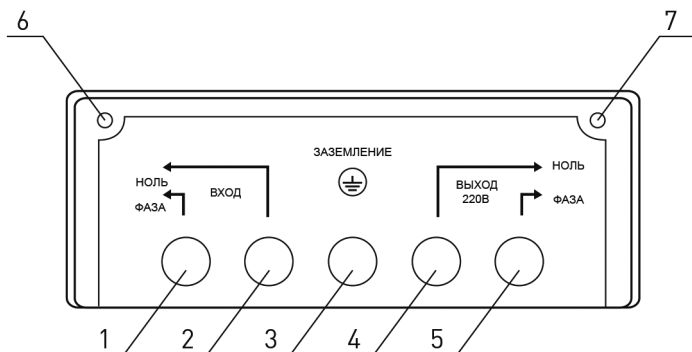 6 7
ЗАЗЕМЛЕНИЕ
НОЛЬ
ФАЗА
ВХОД
ВЫХОД
220В
НОЛЬ
ФАЗА
1 2 3 4 5